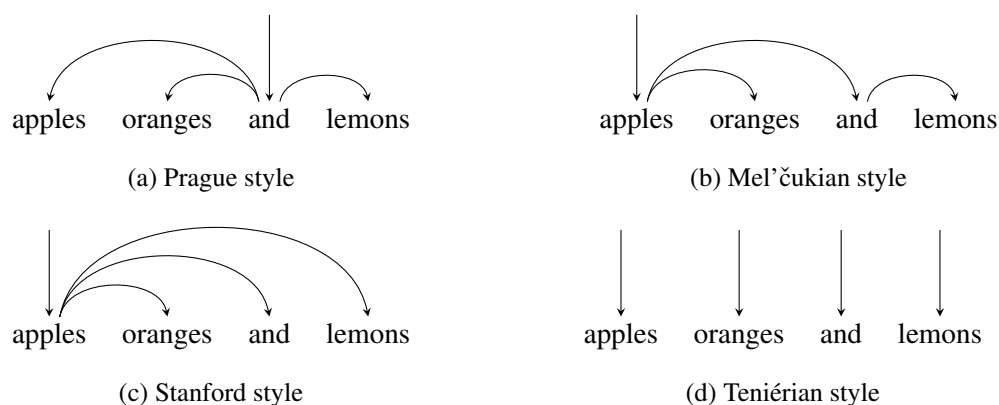 apples oranges and lemons
(a) Prague style
apples oranges and lemons
(b) Mel’čukian style
apples oranges and lemons
(c) Stanford style
apples oranges and lemons
(d) Teniérian style